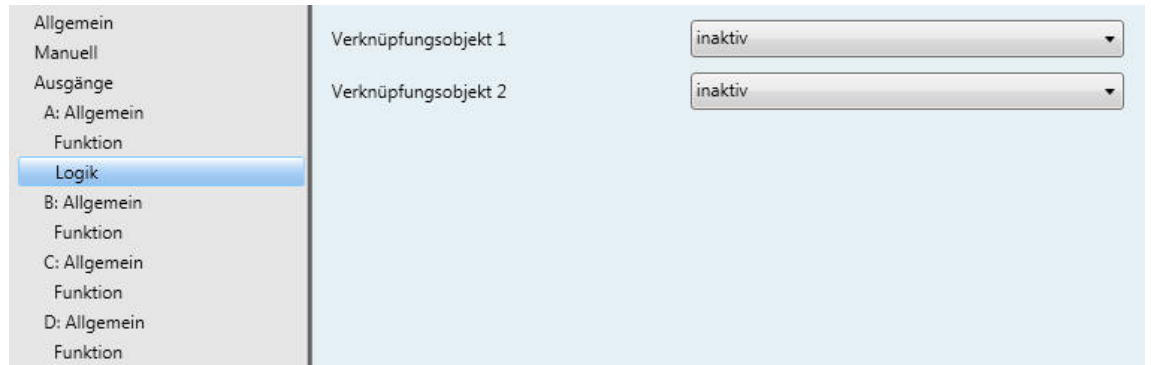 Allgemein
Manuell
Ausgänge
A: Allgemein
Funktion
Logik
B: Allgemein
Funktion
C: Allgemein
Funktion
D: Allgemein
Funktion
Verknüpfungsobjekt 1 inaktiv
Verknüpfungsobjekt 2 inaktiv